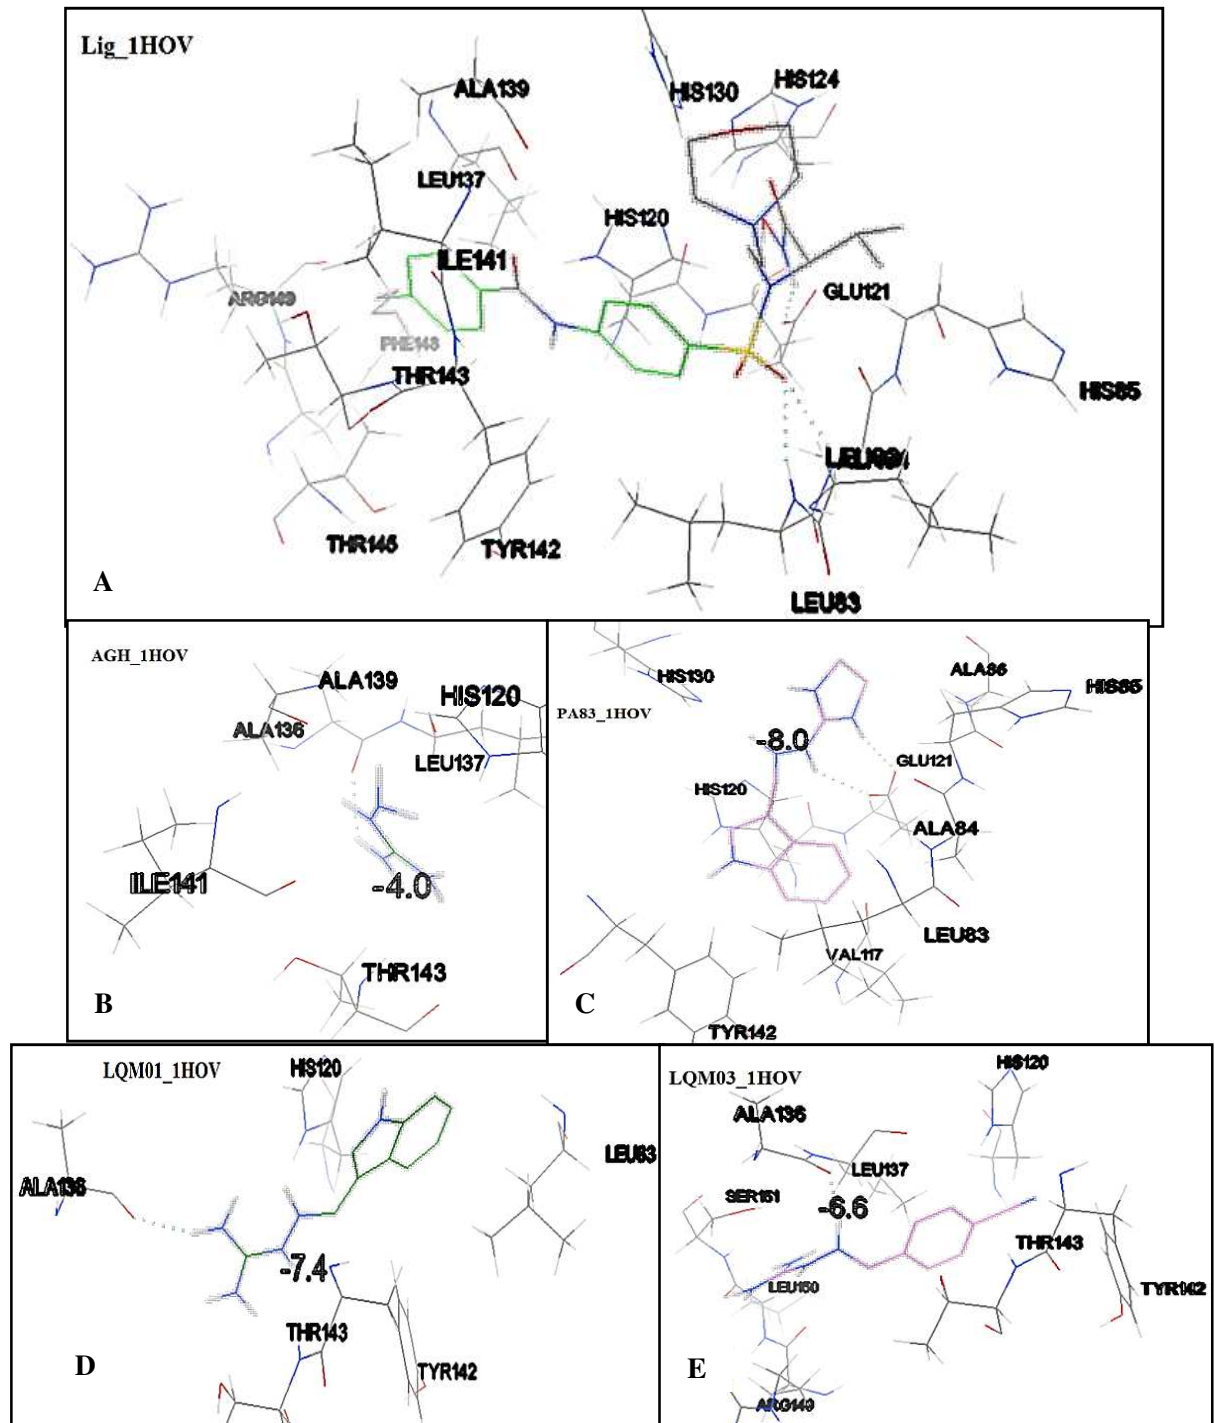 Lig_1HOV
HIS130
HIS124
ALA139
LEU137
HIS120
ILE141
GLU121
ARG149
PHE148
THR143
HIS85
THR145
TYR142
LEU83
A
AGH_1HOV
ALA139
HIS120
ALA136
LEU137
-4.0
ILE141
THR143
B
HIS130
ALA86
HIS85
PA83_1HOV
-8.0
GLU121
HIS120
ALA84
LEU83
VAL117
C
TYR142
LQM01_1HOV
HIS120
LEU83
ALA136
-7.4
THR143
D
TYR142
LQM03_1HOV
HIS120
ALA136
LEU137
SER151
-6.6
THR143
LEU150
TYR142
E
ARG149